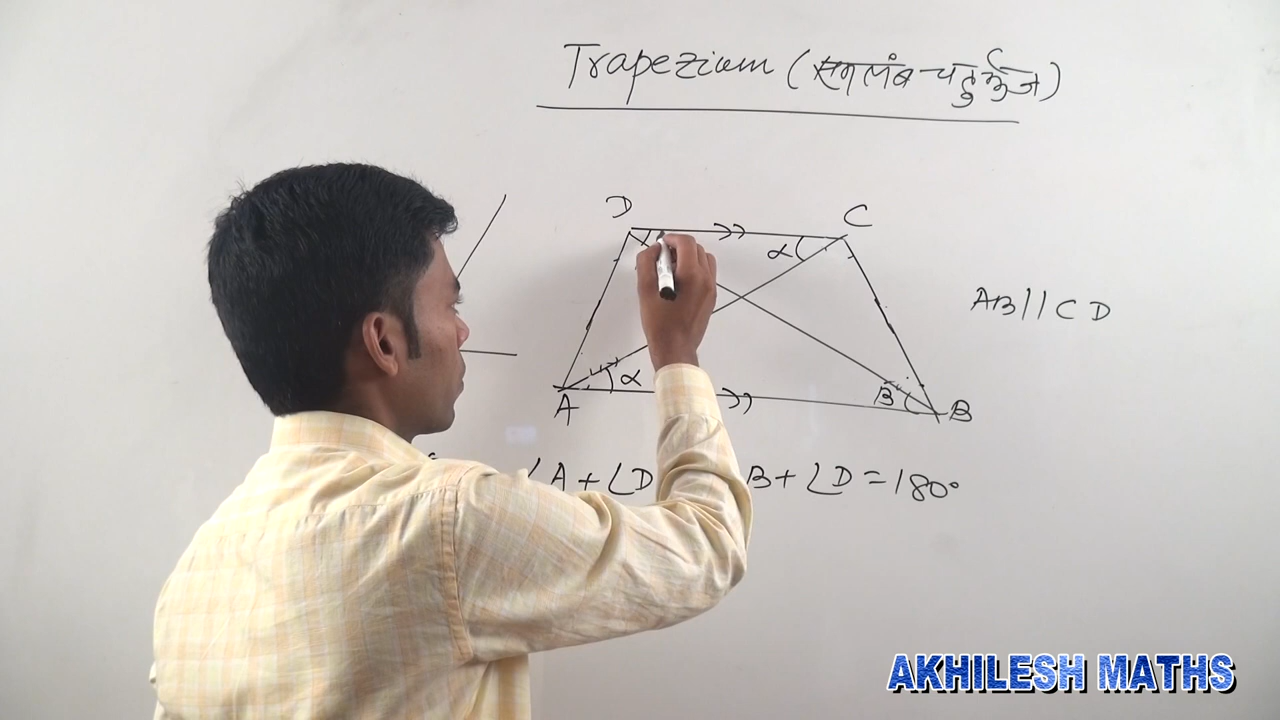 Trapezium (समलंब चतुर्भुज)
D
C
α
AB // CD
α
β
A
B
∠A + ∠D B + ∠D = 180°
AKHILESH MATHS